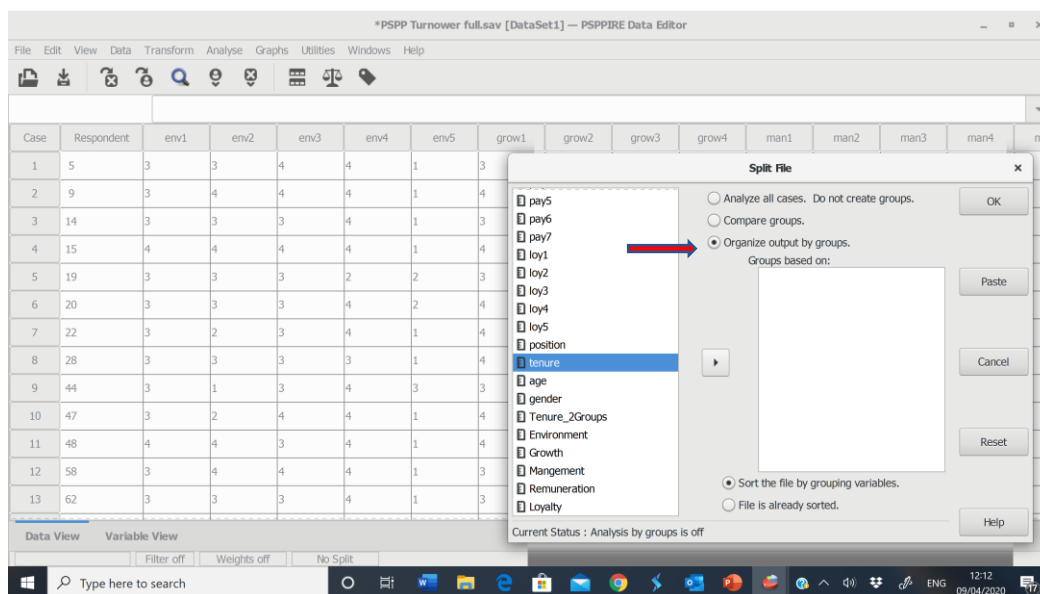 *PSPP Turnower full.sav [DataSet1] — PSPPIRE Data Editor
File Edit View Data Transform Analyse Graphs Utilities Windows Help
Case Respondent env1 env2 env3 env4 env5 grow1 grow2 grow3 grow4 man1 man2 man3 man4
1 5 3 3 4 4 1 3
2 9 3 4 4 4 1 4
3 14 3 3 3 4 1 3
4 15 4 4 4 4 1 4
5 19 3 3 3 2 2 3
6 20 3 3 3 4 2 4
7 22 3 2 3 4 1 4
8 28 3 3 3 3 1 4
9 44 3 1 3 4 3 3
10 47 3 2 4 4 1 4
11 48 4 4 3 4 1 4
12 58 3 4 4 4 1 3
13 62 3 3 3 4 1 3
Data View Variable View
Filter off Weights off No Split
Split File
pay5
pay6
pay7
loy1
loy2
loy3
loy4
loy5
position
tenure
age
gender
Tenure_2Groups
Environment
Growth
Mangement
Remuneration
Loyalty
Analyze all cases. Do not create groups.
Compare groups.
Organize output by groups.
Groups based on:
Sort the file by grouping variables.
File is already sorted.
Current Status : Analysis by groups is off
OK
Paste
Cancel
Reset
Help
Type here to search
ENG
12:12
09/04/2020
17